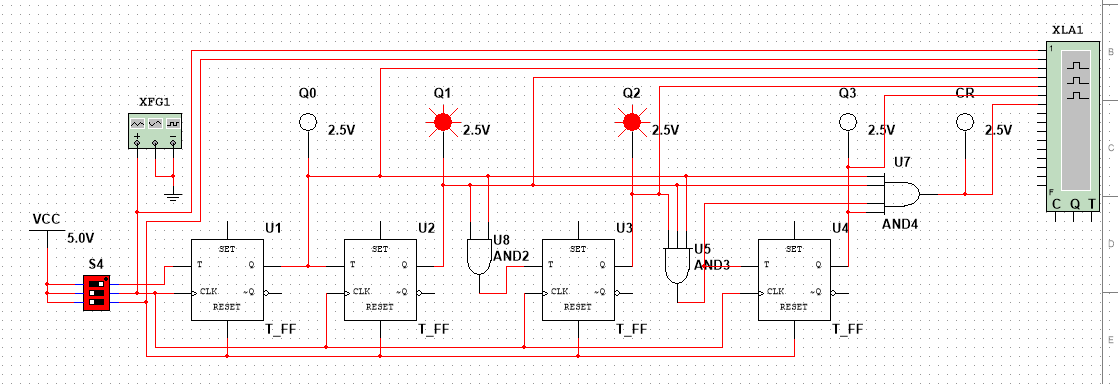 XLA1
1
B
XFG1
Q0
Q1
Q2
Q3
CR
2.5V
2.5V
2.5V
2.5V
2.5V
C
U7
F
C Q T
AND4
VCC
5.0V
S4
U1
U2
U8
AND2
U3
U5
AND3
U4
D
SET
SET
SET
SET
T Q
T Q
T Q
T Q
CLK ~Q
CLK ~Q
CLK ~Q
CLK ~Q
RESET
RESET
RESET
RESET
T_FF
T_FF
T_FF
T_FF
E